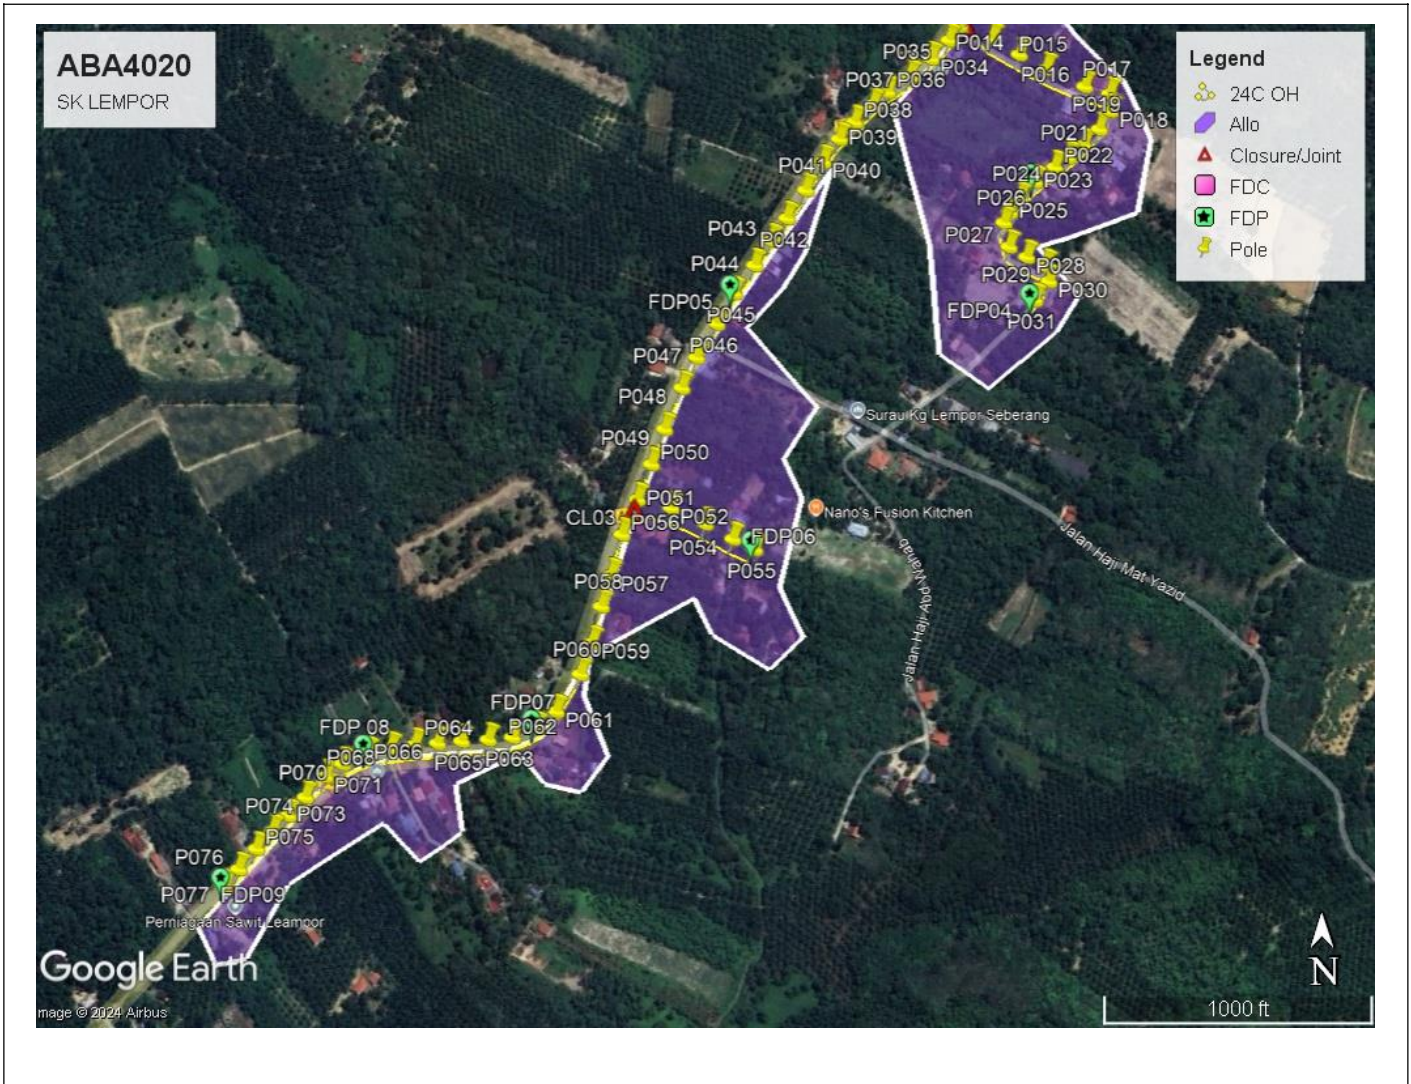 ABA4020
SK LEMPOR
Legend
24C OH
Allo
Closure/Joint
FDC
FDP
Pole
P014
P015
P035
P034
P016
P017
P037
P036
P019
P038
P018
P039
P021
P022
P041
P040
P024
P023
P026
P025
P043
P042
P027
P044
P028
P029
P030
FDP05
FDP04
P045
P031
P046
P047
P048
Surau Kg Lempor Seberang
P049
P050
P051
CL03
P056
P052
Nano's Fusion Kitchen
P054
FDP06
P055
Jalan Haji Mat Yazid
Jalan Haji Abd Wahab
P058
P057
P060
P059
FDP07
P061
FDP 08
P064
P062
P066
P068
P065
P063
P070
P071
P074
P073
P075
P076
P077
FDP09
Perniagaan Sawit Leampor
Google Earth
mage © 2024 Airbus
N
1000 ft